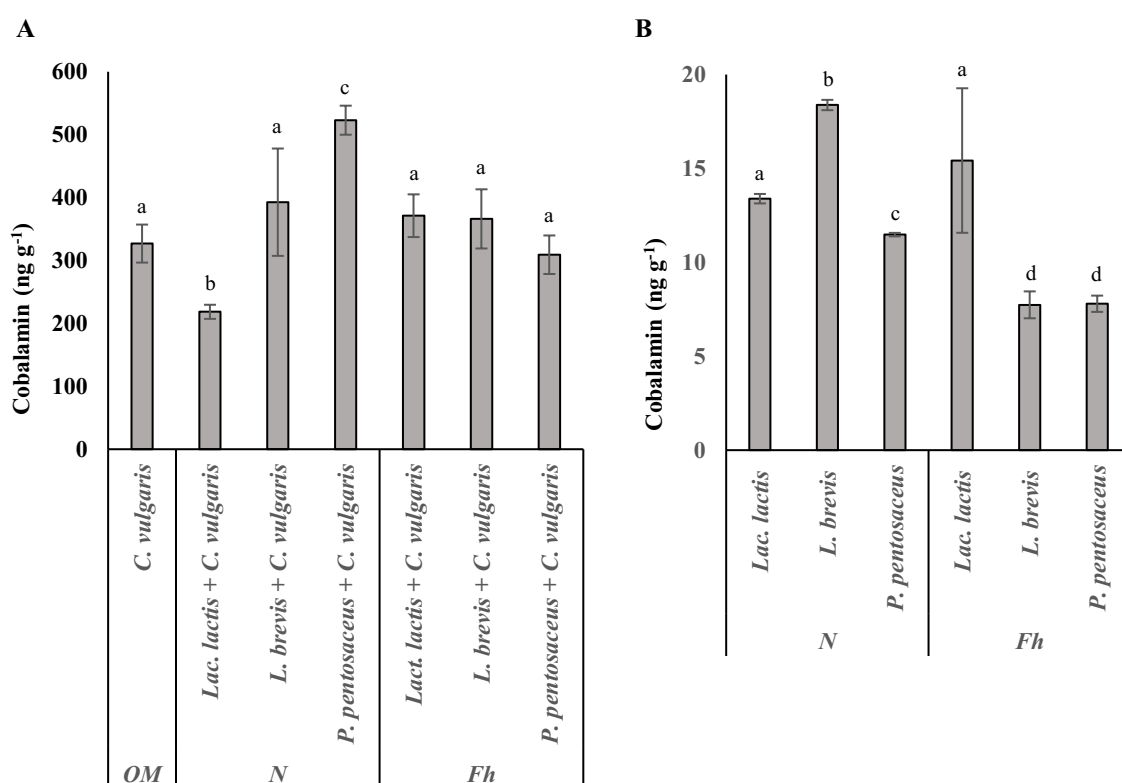 A
Cobalamin (ng g-1)
600
500
400
300
200
100
0
a
b
a
c
a
a
a
C. vulgaris
Lac. lactis + C. vulgaris
L. brevis + C. vulgaris
P. pentosaceus + C. vulgaris
Lact. lactis + C. vulgaris
L. brevis + C. vulgaris
P. pentosaceus + C. vulgaris
OM
N
Fh
B
Cobalamin (ng g-1)
20
15
10
5
0
a
b
c
a
d
d
Lac. lactis
L. brevis
P. pentosaceus
Lac. lactis
L. brevis
P. pentosaceus
N
Fh